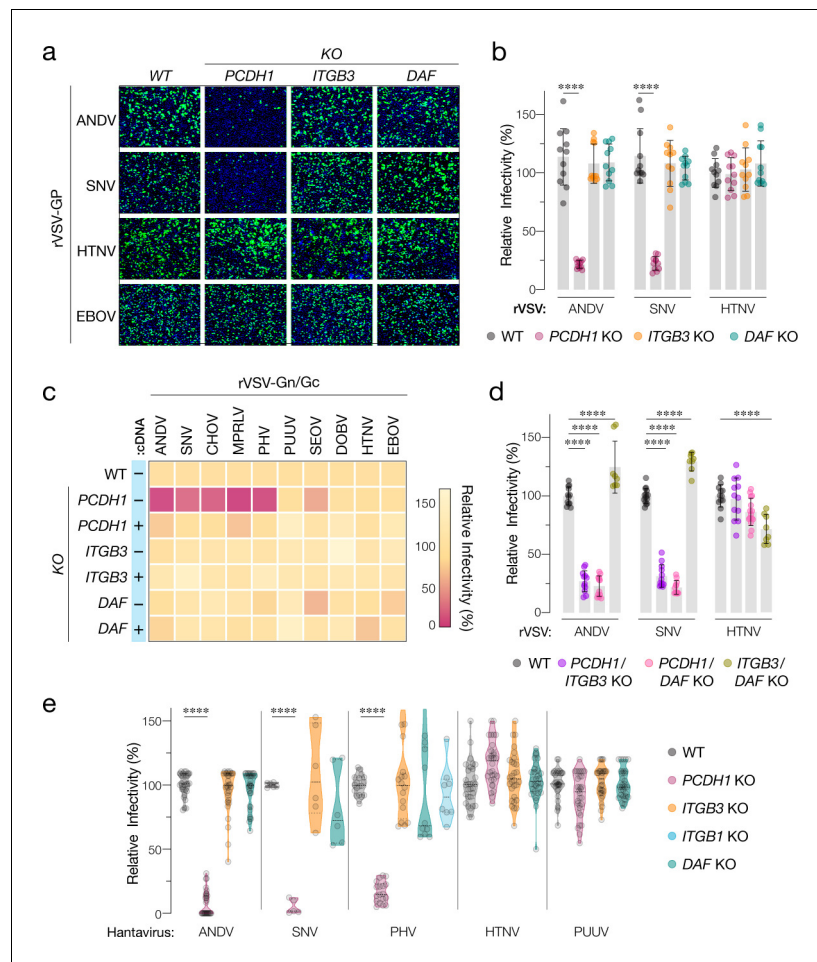 a
KO
WT PCDH1 ITGB3 DAF
rVSV-GP
ANDV
SNV
HTNV
EBOV
b
**** ****
Relative Infectivity (%)
150
100
50
0
rVSV: ANDV SNV HTNV
WT PCDH1 KO ITGB3 KO DAF KO
c
rVSV-Gn/Gc
:cDNA
ANDV SNV CHOV MPRLV PHV PUUV SEOV DOBV HTNV EBOV
WT −
KO
PCDH1 −
PCDH1 +
ITGB3 −
ITGB3 +
DAF −
DAF +
150
100
50
0
Relative Infectivity (%)
d
**** **** ****
**** ****
**** ****
Relative Infectivity (%)
150
100
50
0
rVSV: ANDV SNV HTNV
WT PCDH1/ PCDH1/ ITGB3/
ITGB3 KO DAF KO DAF KO
e
**** **** ****
Relative Infectivity (%)
150
100
50
0
Hantavirus: ANDV SNV PHV HTNV PUUV
WT
PCDH1 KO
ITGB3 KO
ITGB1 KO
DAF KO